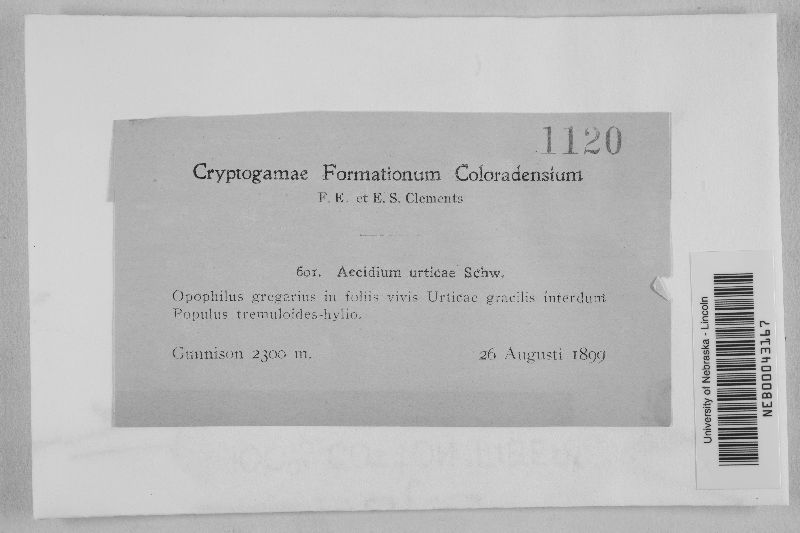 1120
Cryptogamae Formationum Coloradensium
F. E. et E. S. Clements
601. Aecidium urticae Schw.
Opophilus gregarius in foliis vivis Urticae gracilis interdum
Populus tremuloides-hylio.
Gunnison 2300 m. 26 Augusti 1899
University of Nebraska - Lincoln
NEB00043167